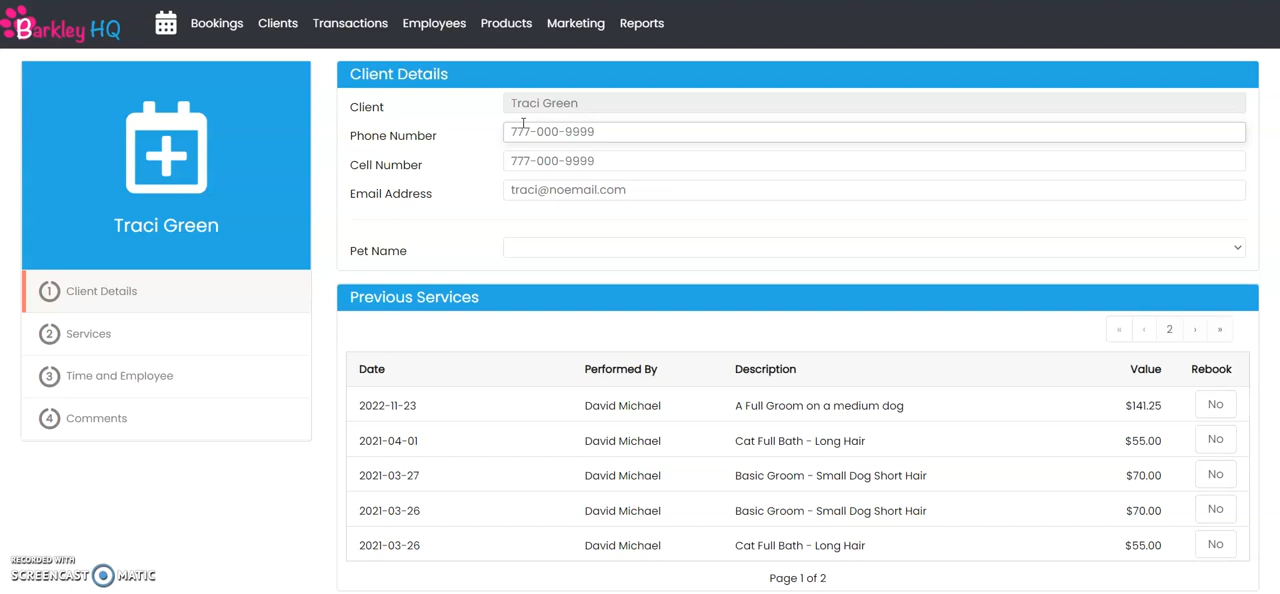 Barkley HQ
Bookings Clients Transactions Employees Products Marketing Reports
Traci Green
1 Client Details
2 Services
3 Time and Employee
4 Comments
Client Details
Client Traci Green
Phone Number 777-000-9999
Cell Number 777-000-9999
Email Address traci@noemail.com
Pet Name
Previous Services
« ‹ 2 › »
Date Performed By Description Value Rebook
2022-11-23 David Michael A Full Groom on a medium dog $141.25 No
2021-04-01 David Michael Cat Full Bath - Long Hair $55.00 No
2021-03-27 David Michael Basic Groom - Small Dog Short Hair $70.00 No
2021-03-26 David Michael Basic Groom - Small Dog Short Hair $70.00 No
2021-03-26 David Michael Cat Full Bath - Long Hair $55.00 No
Page 1 of 2
RECORDED WITH
SCREENCAST MATIC